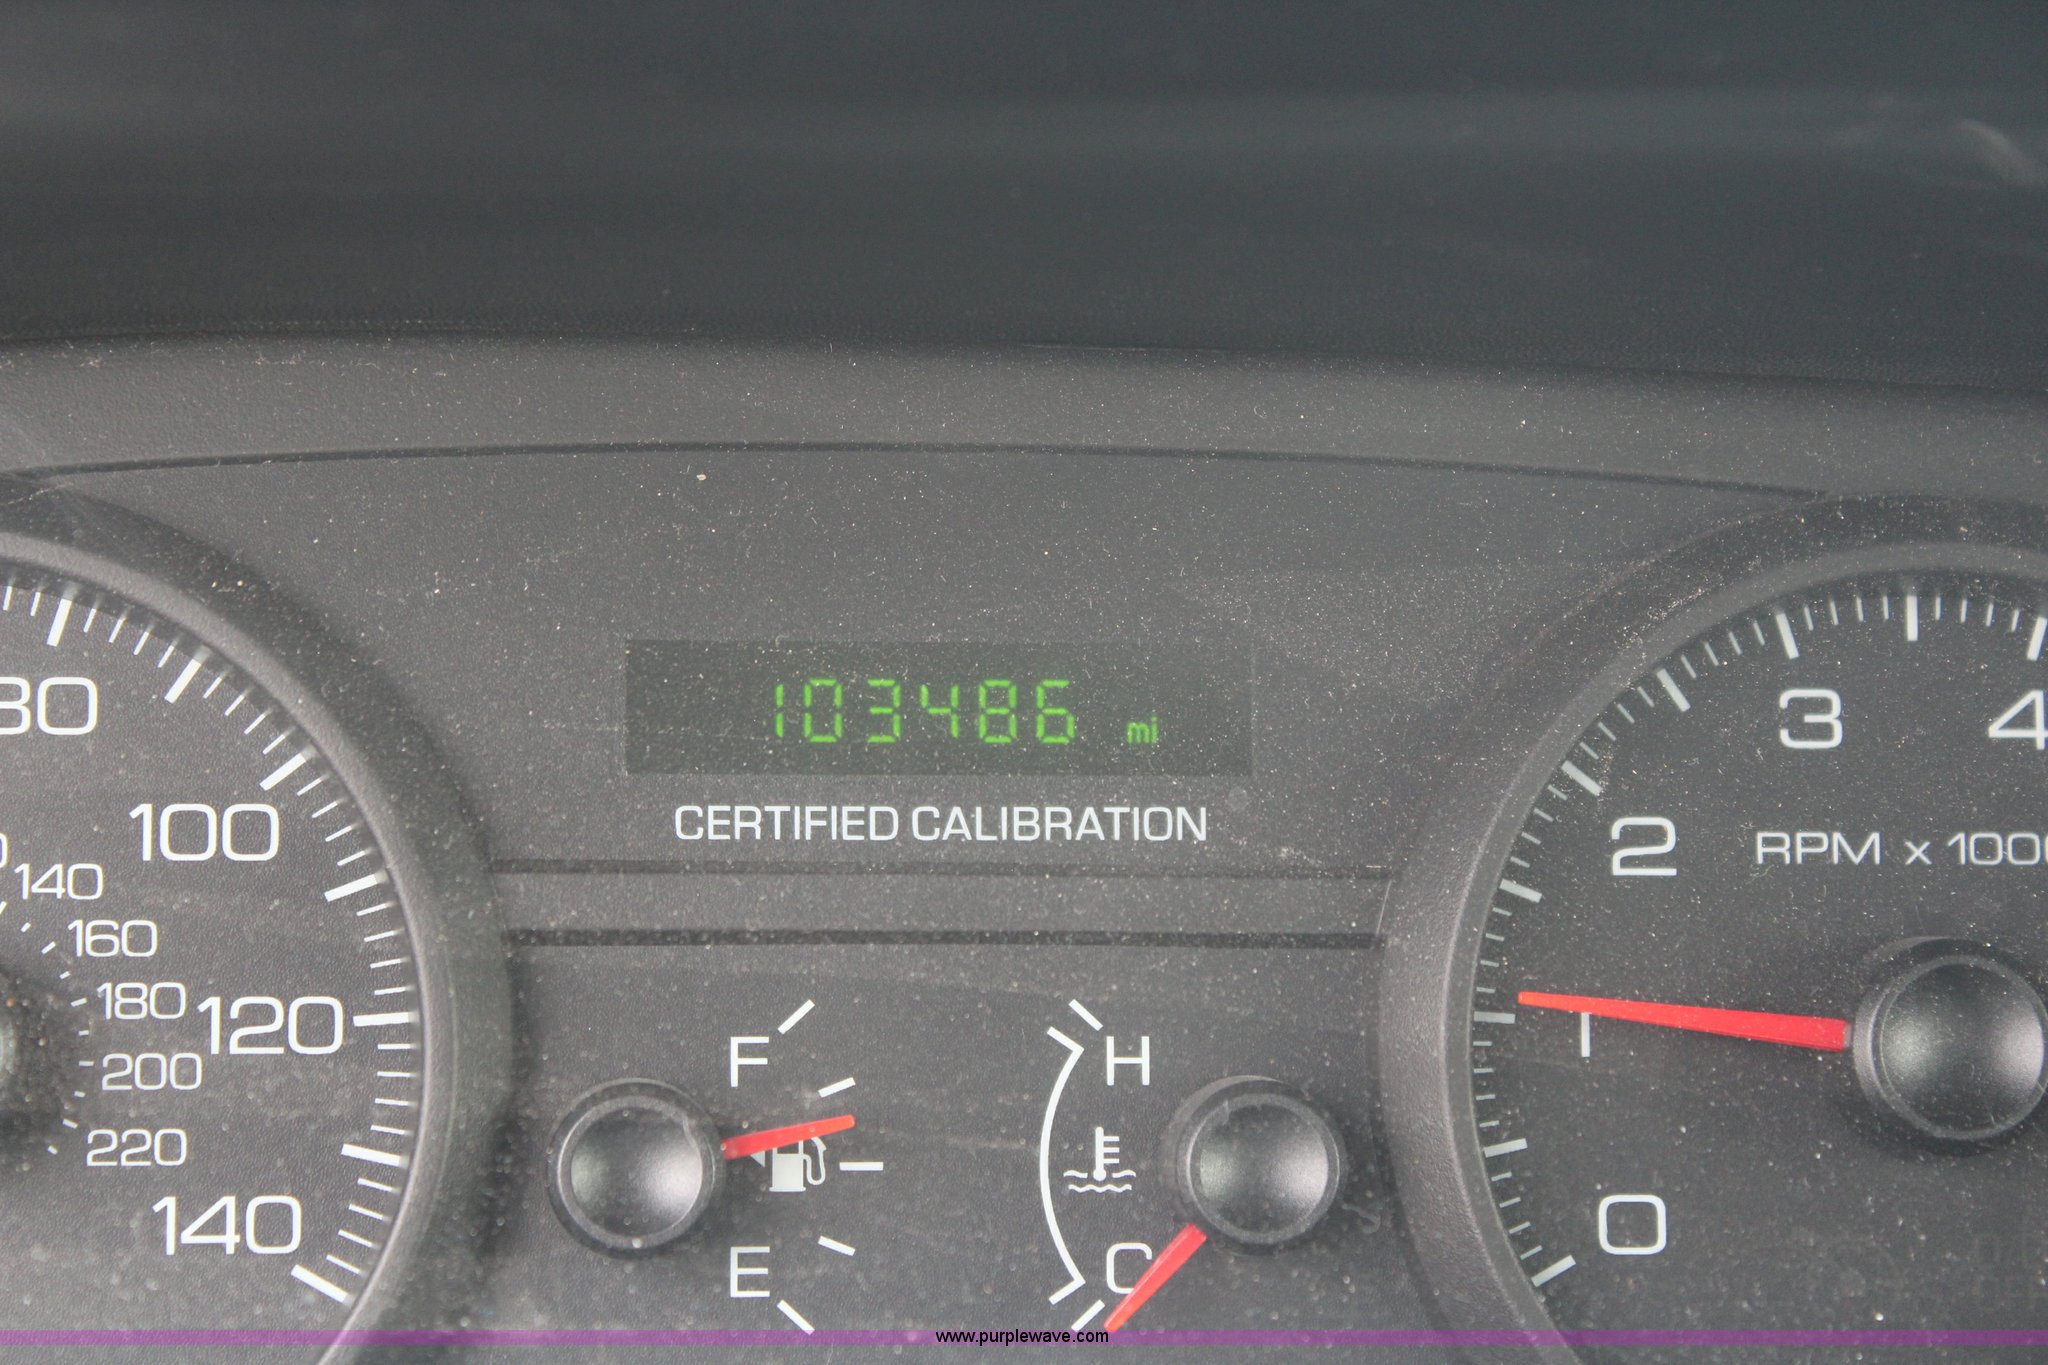 103486 mi
CERTIFIED CALIBRATION
80
100
120
140
140
160
180
200
220
F
E
H
C
0
1
2
3
4
RPM x 1000
www.purplewave.com